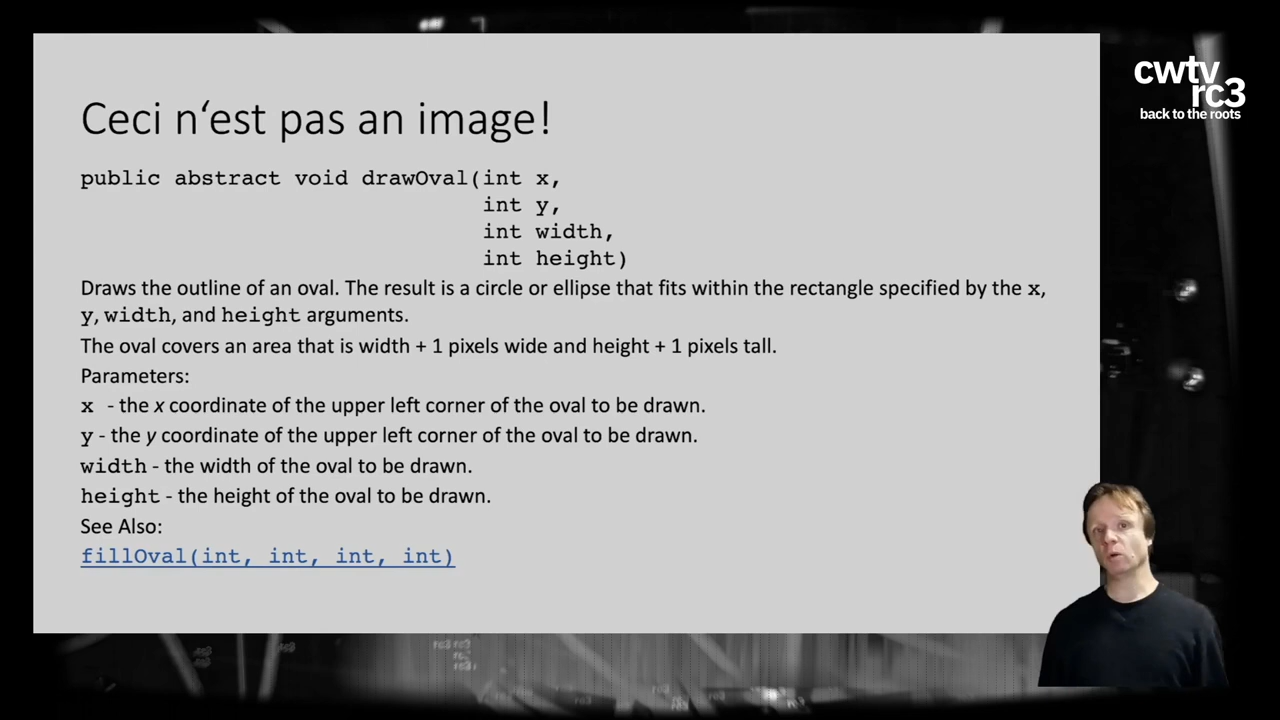 cwtv
rc3
back to the roots
Ceci n‘est pas an image!
public abstract void drawOval(int x,
int y,
int width,
int height)
Draws the outline of an oval. The result is a circle or ellipse that fits within the rectangle specified by the x,
y, width, and height arguments.
The oval covers an area that is width + 1 pixels wide and height + 1 pixels tall.
Parameters:
x - the x coordinate of the upper left corner of the oval to be drawn.
y - the y coordinate of the upper left corner of the oval to be drawn.
width - the width of the oval to be drawn.
height - the height of the oval to be drawn.
See Also:
fillOval(int, int, int, int)
rc3 rc3
rc3